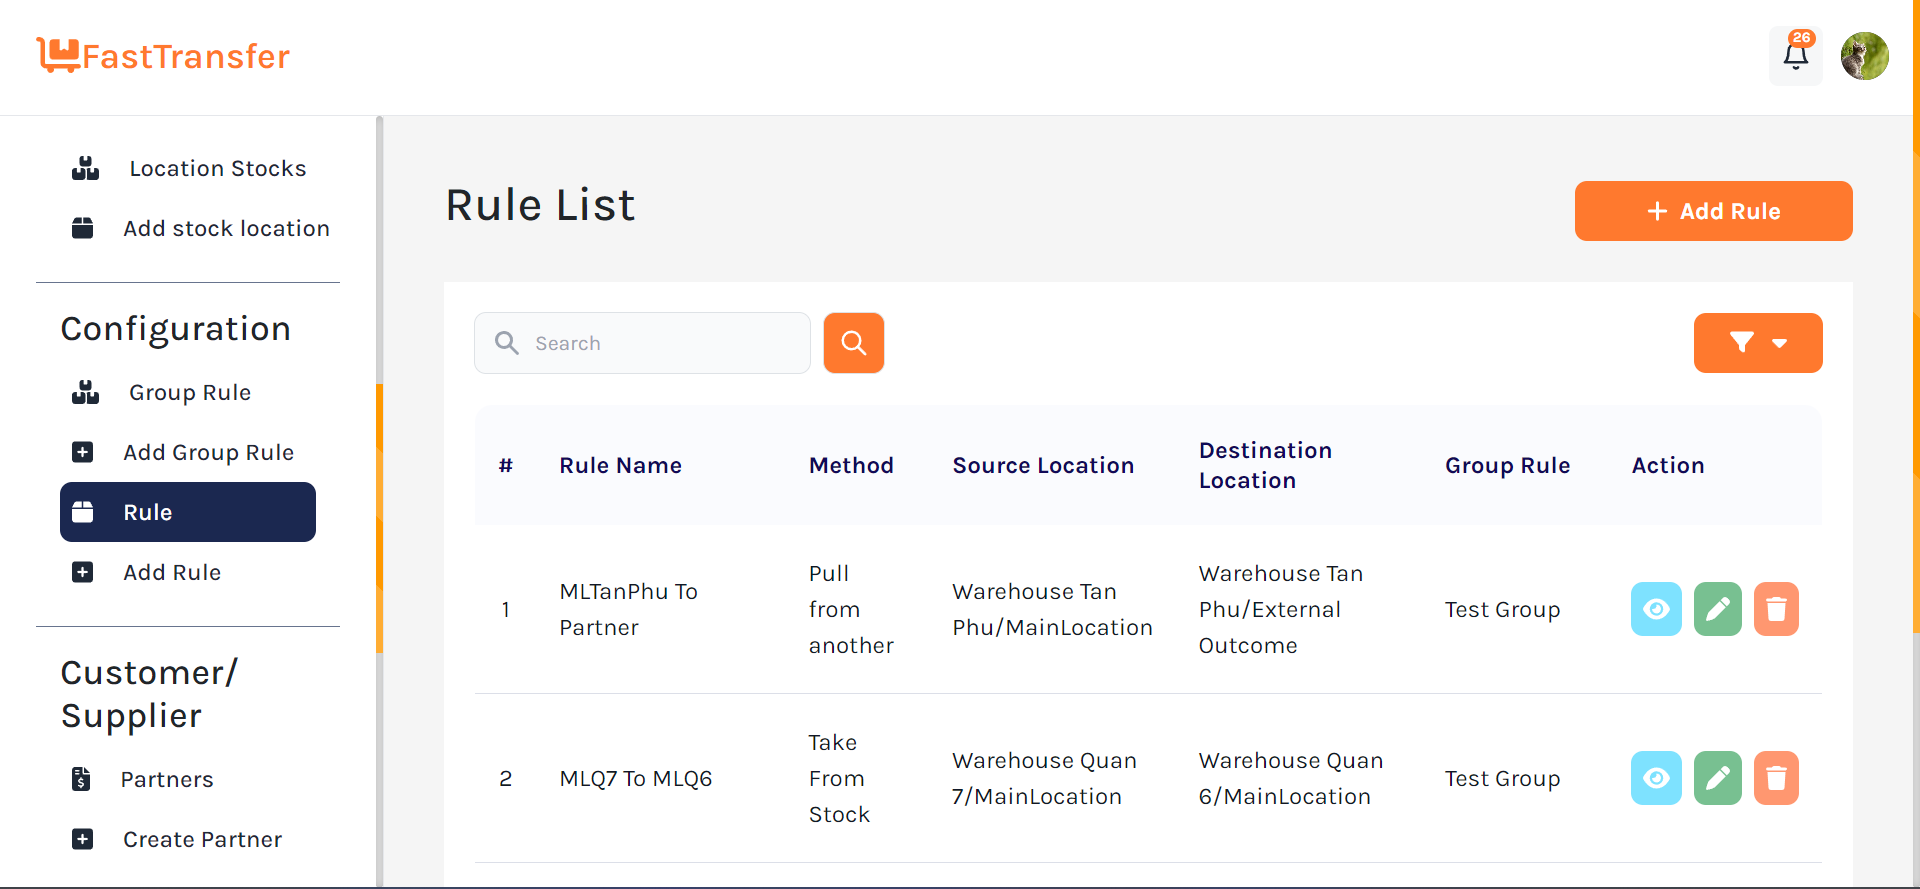 FastTransfer
26
Location Stocks
Add stock location
Configuration
Group Rule
Add Group Rule
Rule
Add Rule
Customer/
Supplier
Partners
Create Partner
Rule List
+ Add Rule
Search
# Rule Name Method Source Location Destination Location Group Rule Action
1 MLTanPhu To Partner Pull from another Warehouse Tan Phu/MainLocation Warehouse Tan Phu/External Outcome Test Group
2 MLQ7 To MLQ6 Take From Stock Warehouse Quan 7/MainLocation Warehouse Quan 6/MainLocation Test Group